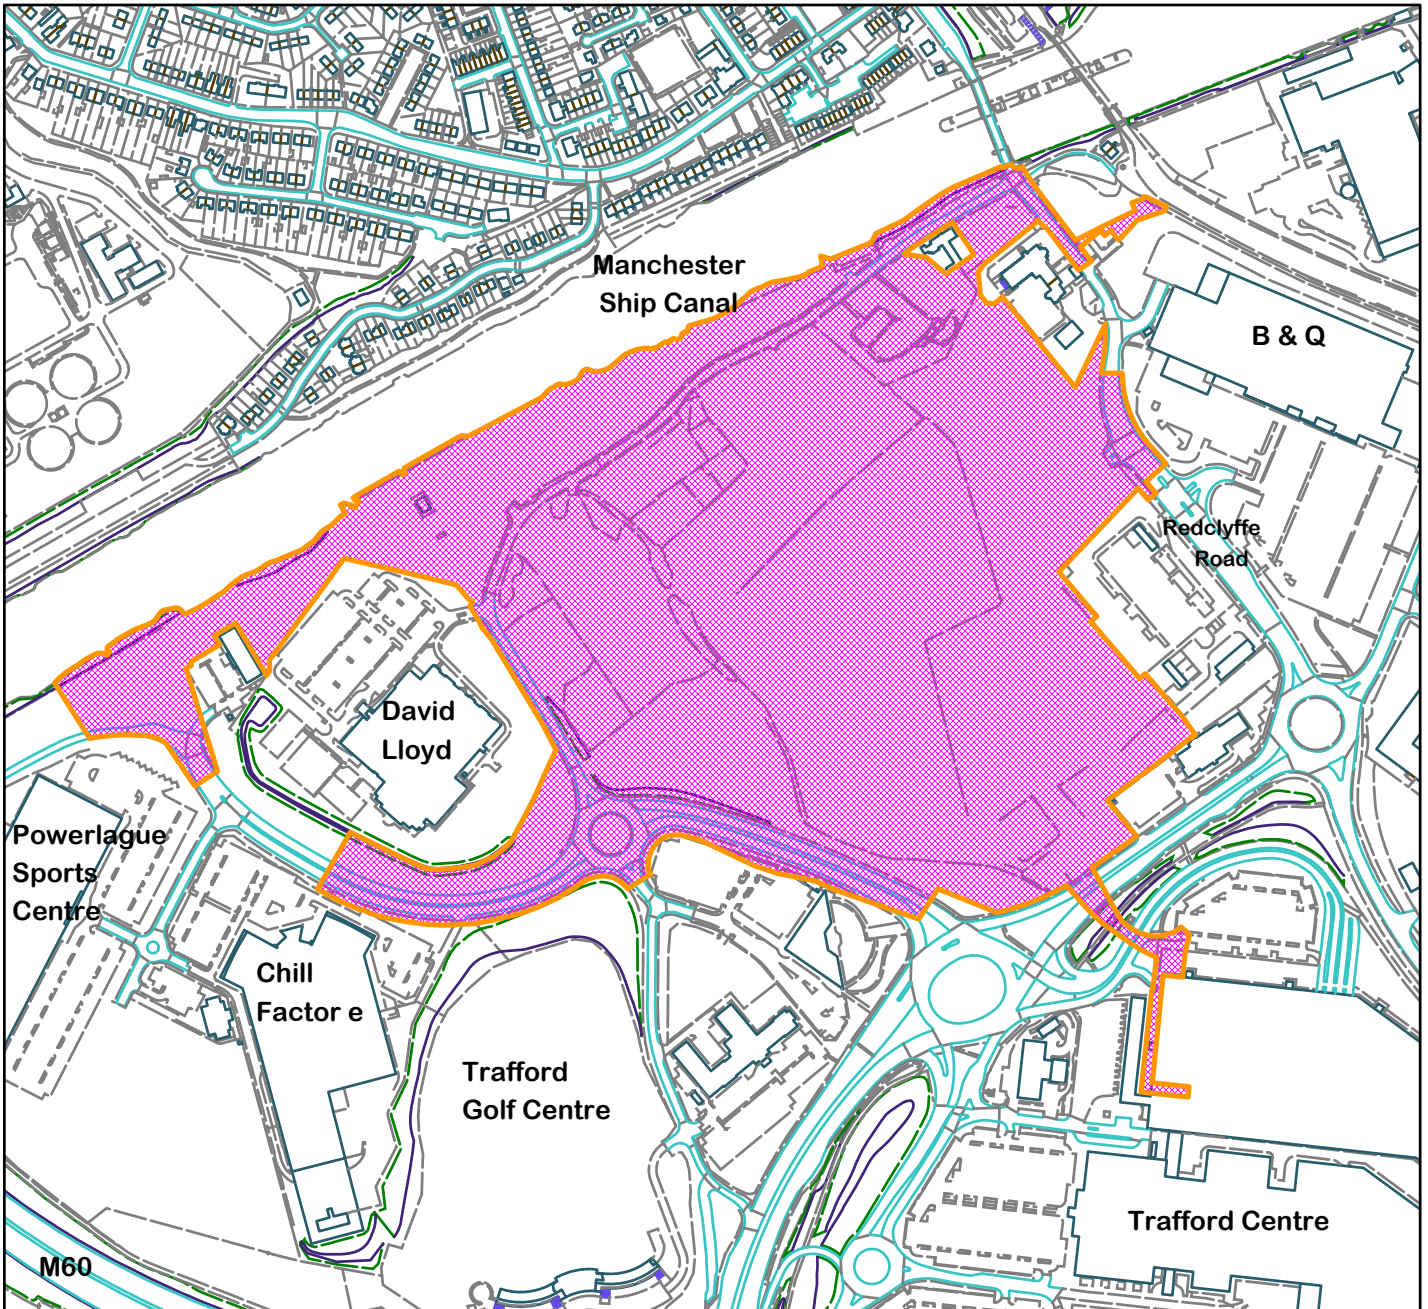 Manchester
Ship Canal
B & Q
Redclyffe
Road
David
Lloyd
Powerlague
Sports
Centre
Chill
Factor e
Trafford
Golf Centre
Trafford Centre
M60